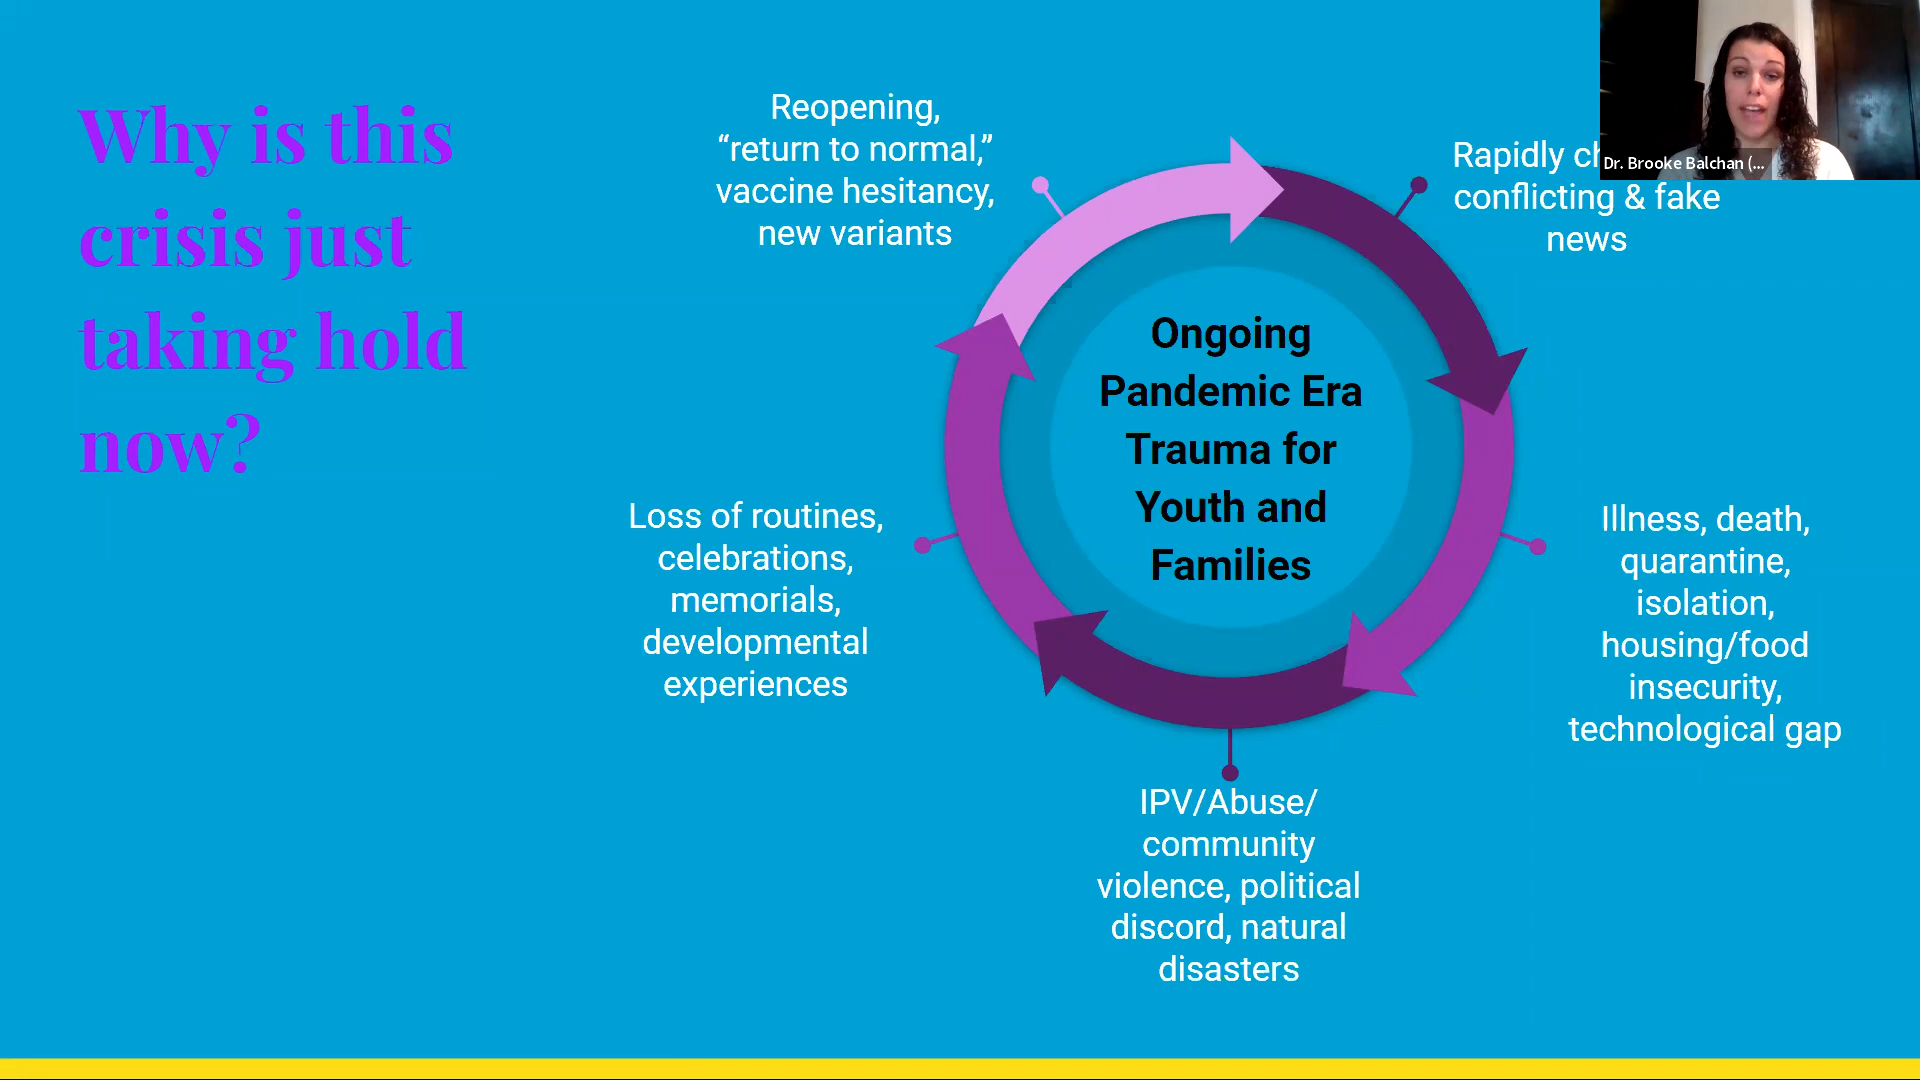 Why is this
crisis just
taking hold
now?
Reopening,
“return to normal,”
vaccine hesitancy,
new variants
Rapidly
conflicting & fake
news
Dr. Brooke Balchan (...
Ongoing
Pandemic Era
Trauma for
Youth and
Families
Loss of routines,
celebrations,
memorials,
developmental
experiences
Illness, death,
quarantine,
isolation,
housing/food
insecurity,
technological gap
IPV/Abuse/
community
violence, political
discord, natural
disasters